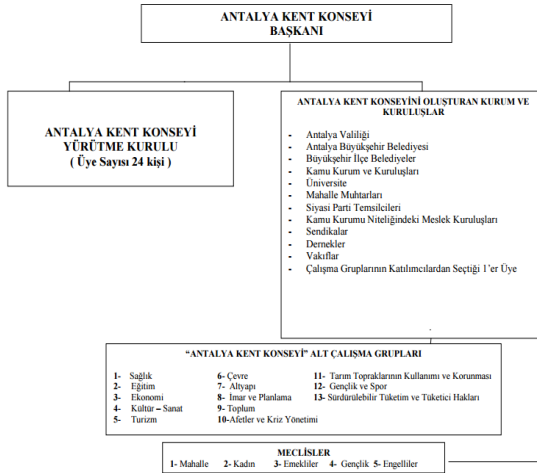 ANTALYA KENT KONSEYİ
BAŞKANI
ANTALYA KENT KONSEYİ
YÜRÜTME KURULU
( Üye Sayısı 24 kişi )
ANTALYA KENT KONSEYİNİ OLUŞTURAN KURUM VE
KURULUŞLAR
- Antalya Valiliği
- Antalya Büyükşehir Belediyesi
- Büyükşehir İlçe Belediyeler
- Kamu Kurum ve Kuruluşları
- Üniversite
- Mahalle Muhtarları
- Siyasi Parti Temsilcileri
- Kamu Kurumu Niteliğindeki Meslek Kuruluşları
- Sendikalar
- Dernekler
- Vakıflar
- Çalışma Gruplarının Katılımcılardan Seçtiği 1'er Üye
"ANTALYA KENT KONSEYİ" ALT ÇALIŞMA GRUPLARI
1- Sağlık
2- Eğitim
3- Ekonomi
4- Kültür – Sanat
5- Turizm
6- Çevre
7- Altyapı
8- İmar ve Planlama
9- Toplum
10-Afetler ve Kriz Yönetimi
11- Tarım Topraklarının Kullanımı ve Korunması
12- Gençlik ve Spor
13- Sürdürülebilir Tüketim ve Tüketici Hakları
MECLİSLER
1- Mahalle 2- Kadın 3- Emekliler 4- Gençlik 5- Engelliler